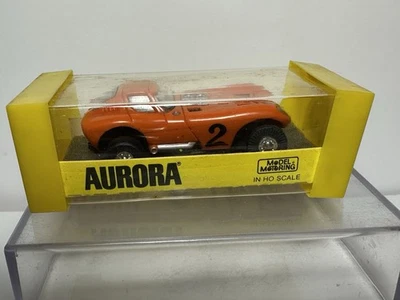 2
AURORA
MODEL
MOTORING
IN HO SCALE